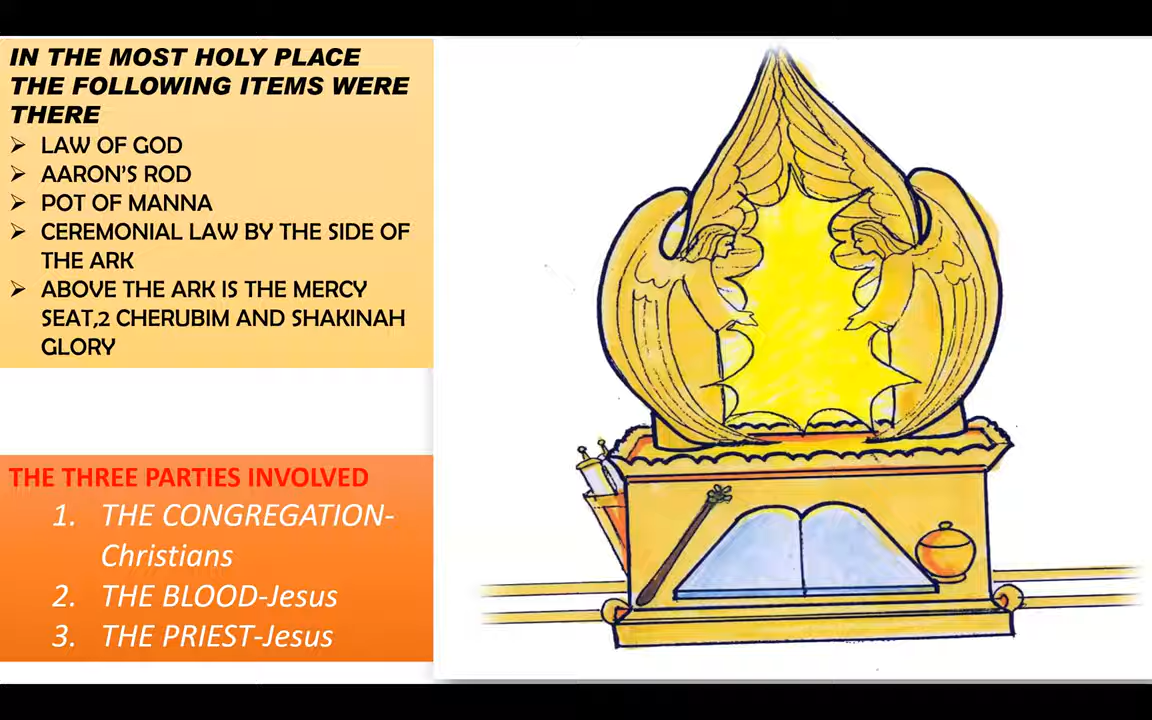 IN THE MOST HOLY PLACE
THE FOLLOWING ITEMS WERE
THERE
➢ LAW OF GOD
➢ AARON'S ROD
➢ POT OF MANNA
➢ CEREMONIAL LAW BY THE SIDE OF
THE ARK
➢ ABOVE THE ARK IS THE MERCY
SEAT,2 CHERUBIM AND SHAKINAH
GLORY
THE THREE PARTIES INVOLVED
1. THE CONGREGATION-
Christians
2. THE BLOOD-Jesus
3. THE PRIEST-Jesus